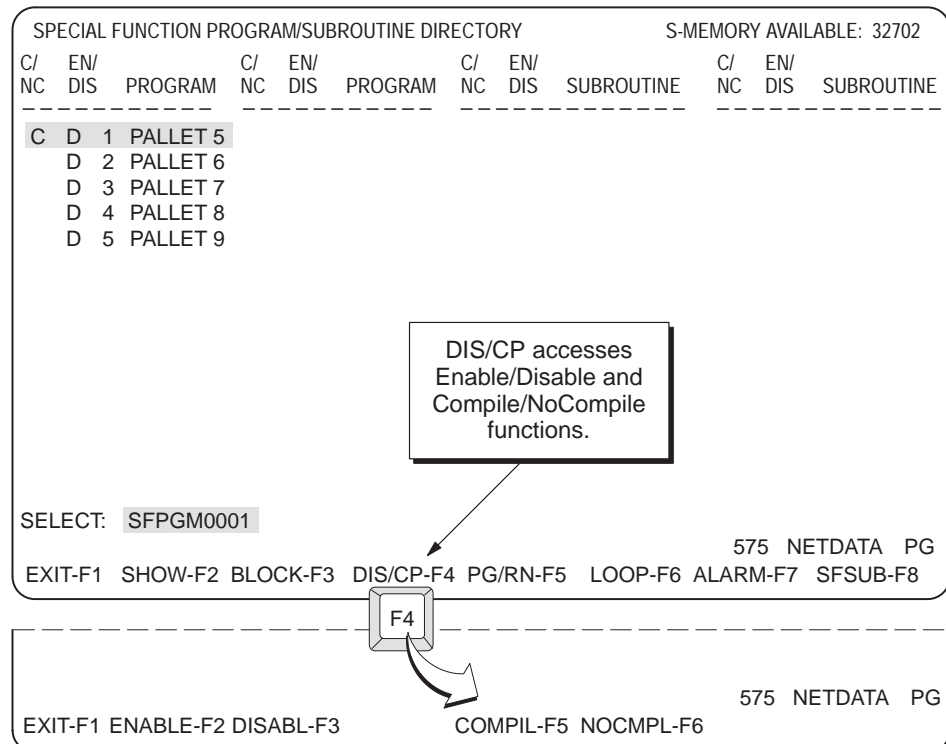 SPECIAL FUNCTION PROGRAM/SUBROUTINE DIRECTORY S-MEMORY AVAILABLE: 32702
C/ EN/ C/ EN/ C/ EN/ C/ EN/
NC DIS PROGRAM NC DIS PROGRAM NC DIS SUBROUTINE NC DIS SUBROUTINE
C D 1 PALLET 5
D 2 PALLET 6
D 3 PALLET 7
D 4 PALLET 8
D 5 PALLET 9
DIS/CP accesses
Enable/Disable and
Compile/NoCompile
functions.
SELECT: SFPGM0001
575 NETDATA PG
EXIT-F1 SHOW-F2 BLOCK-F3 DIS/CP-F4 PG/RN-F5 LOOP-F6 ALARM-F7 SFSUB-F8
F4
575 NETDATA PG
EXIT-F1 ENABLE-F2 DISABL-F3 COMPIL-F5 NOCMPL-F6